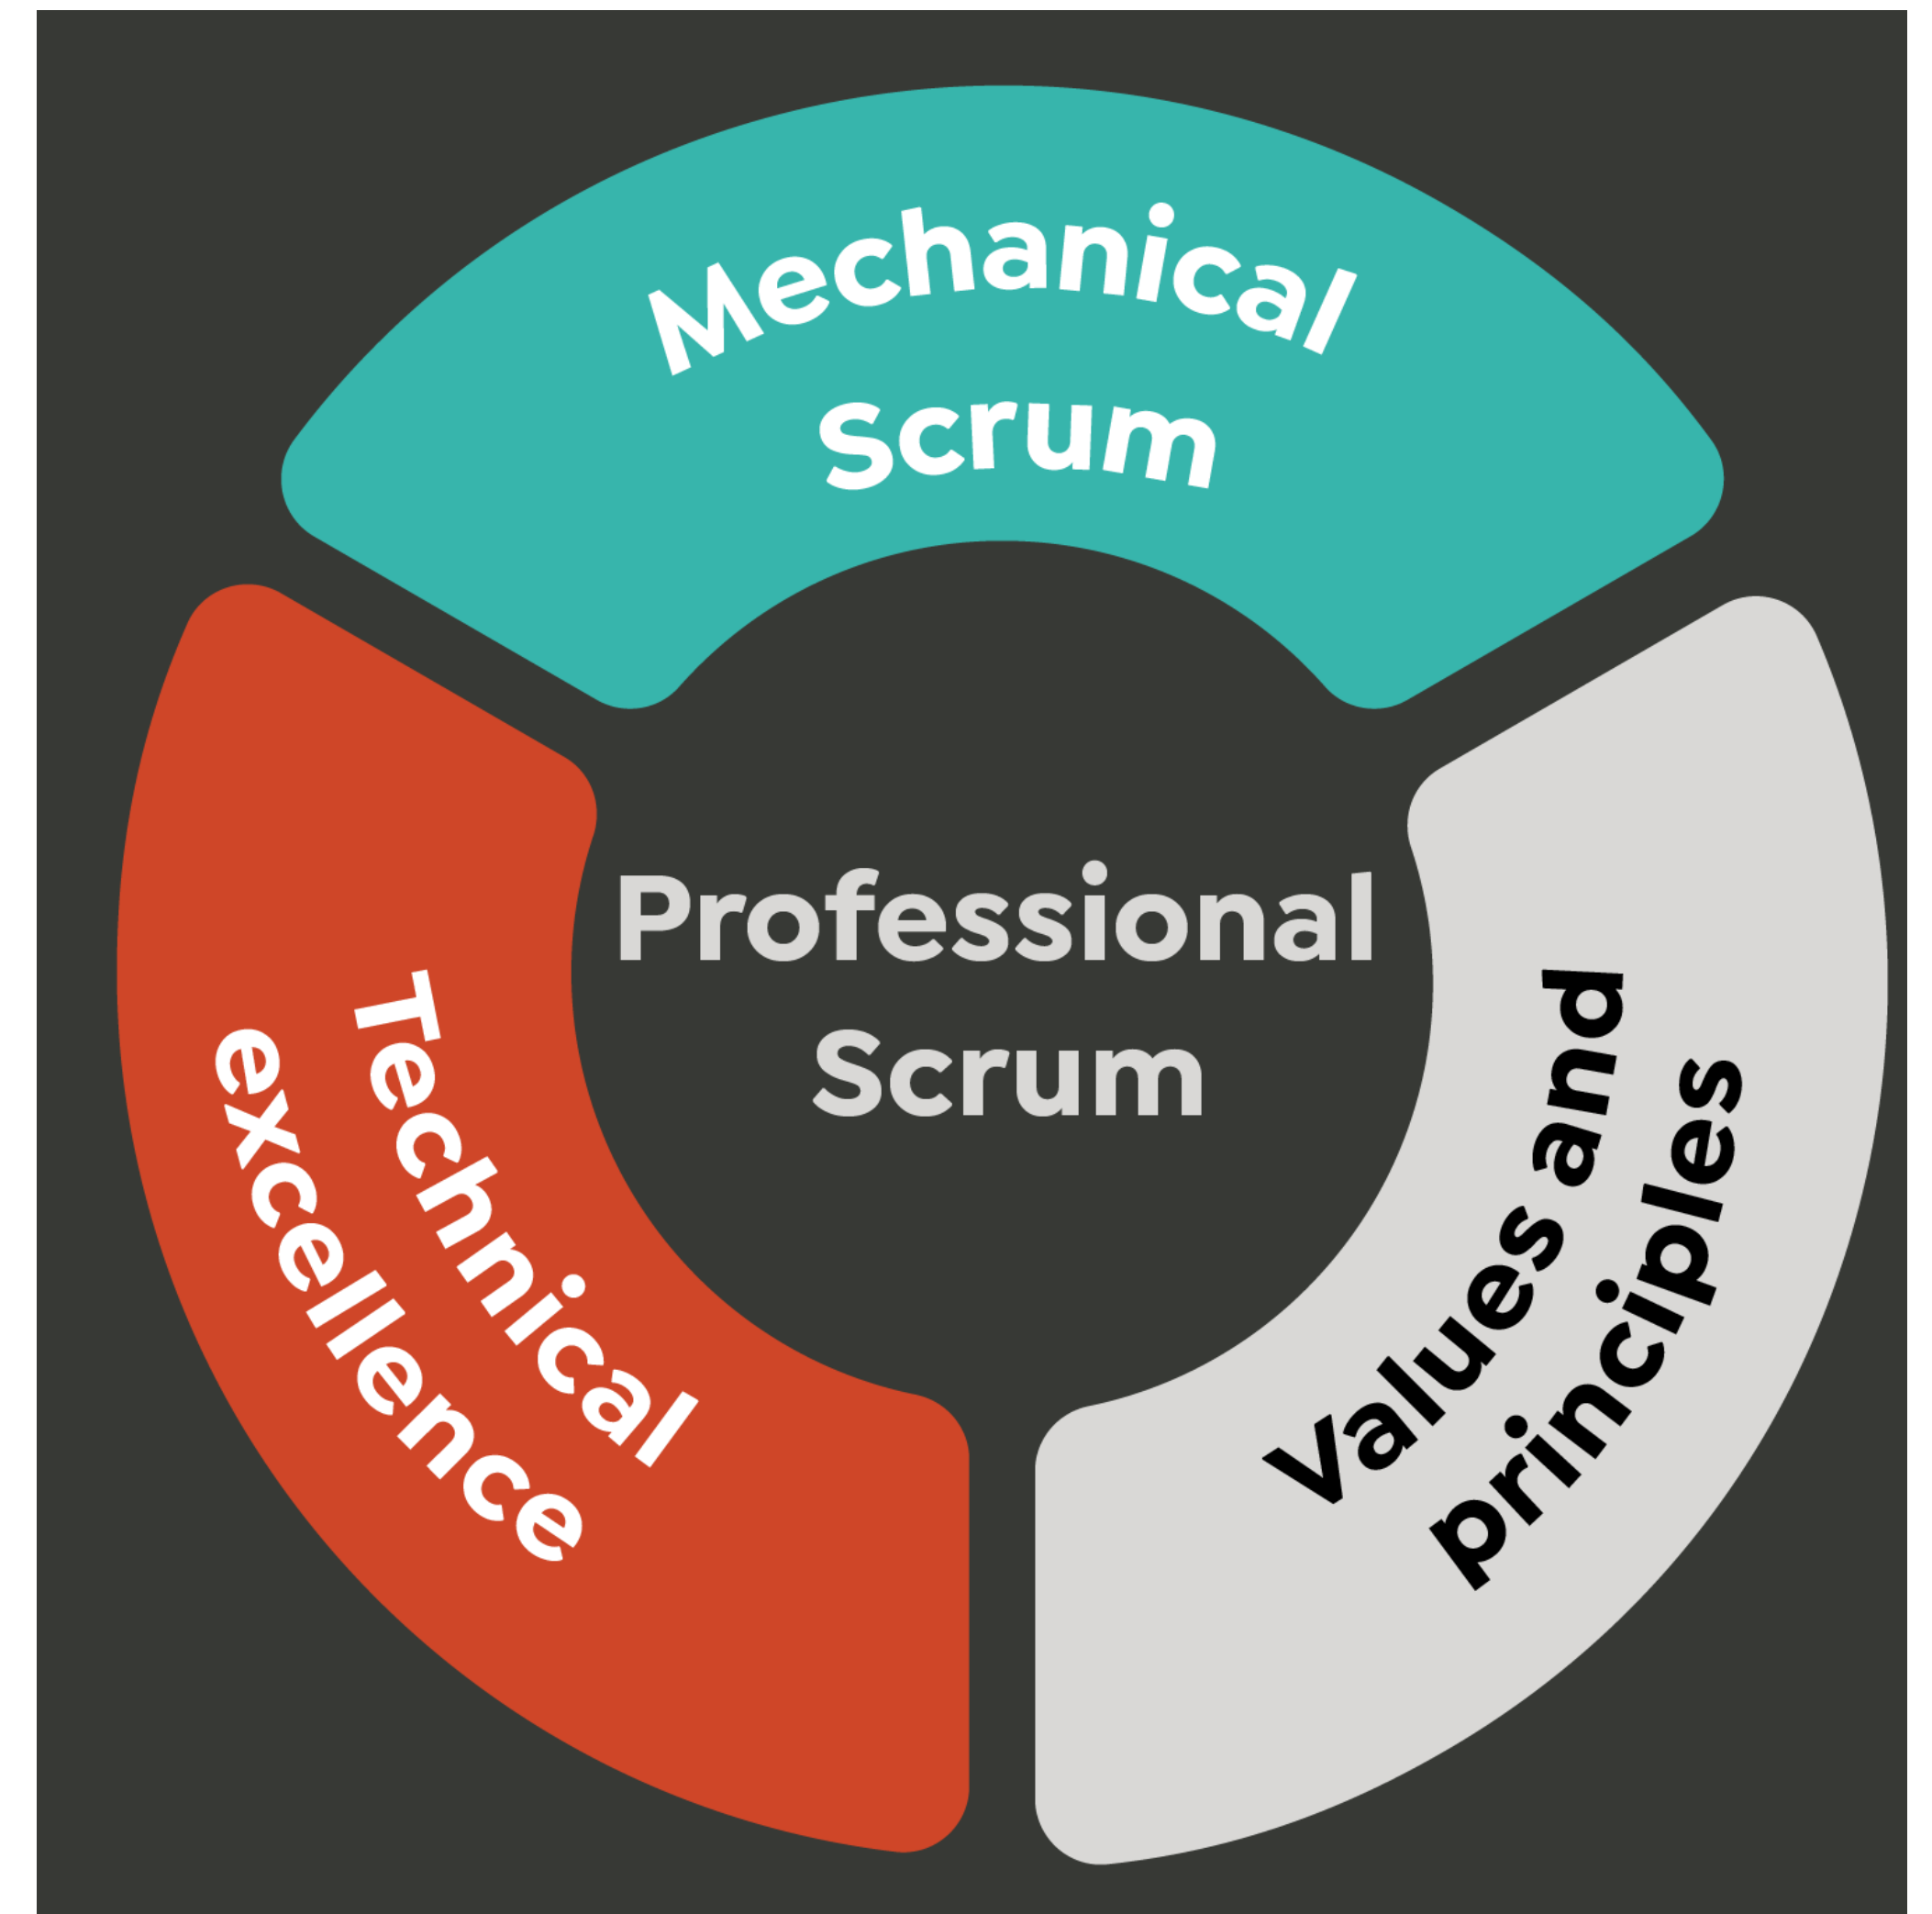 Mechanical
Scrum
Professional
Scrum
Technical
excellence
Values and
principles